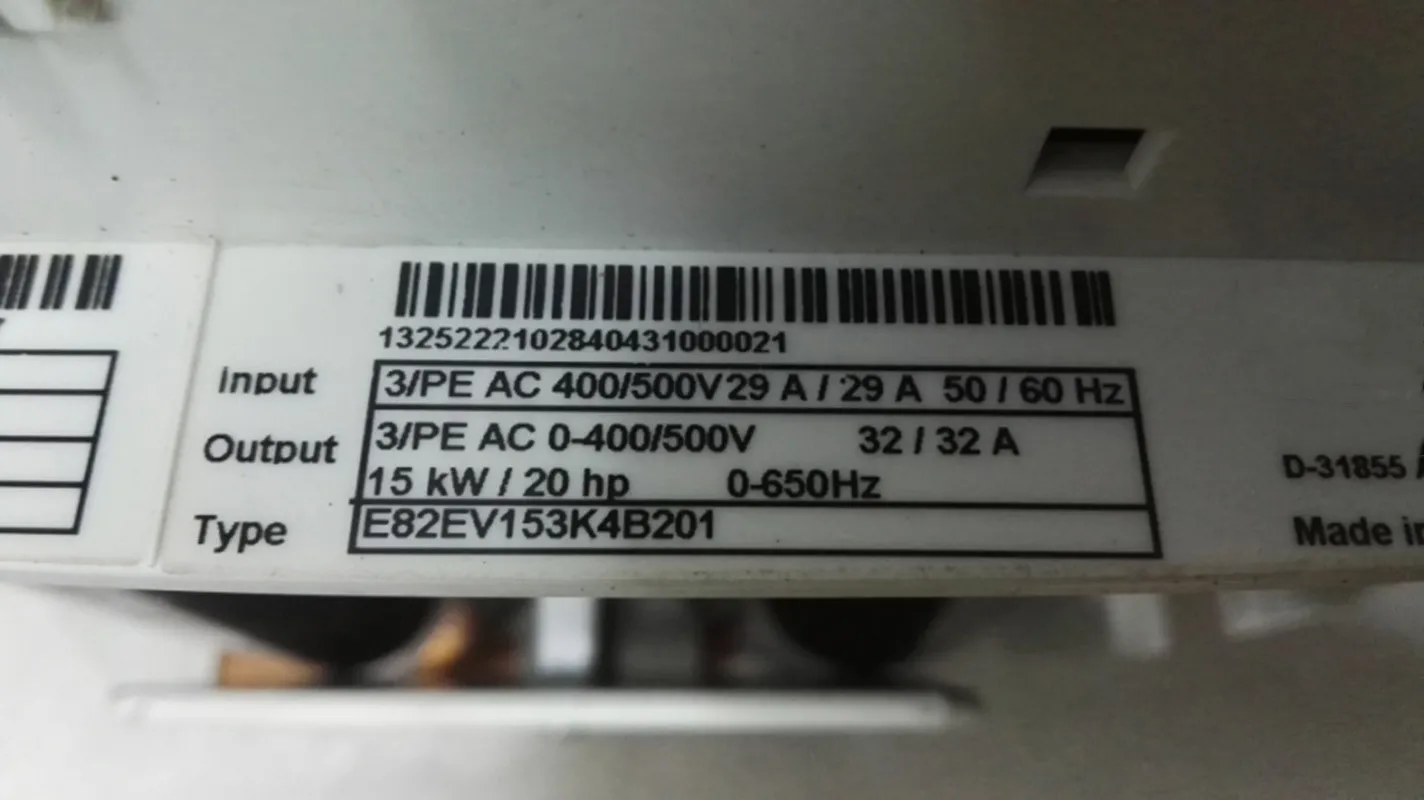 1325222102840431000021
Input 3/PE AC 400/500V 29 A / 29 A 50 / 60 Hz
Output 3/PE AC 0-400/500V 32 / 32 A
15 kW / 20 hp 0-650Hz
Type E82EV153K4B201
D-31855
Made in